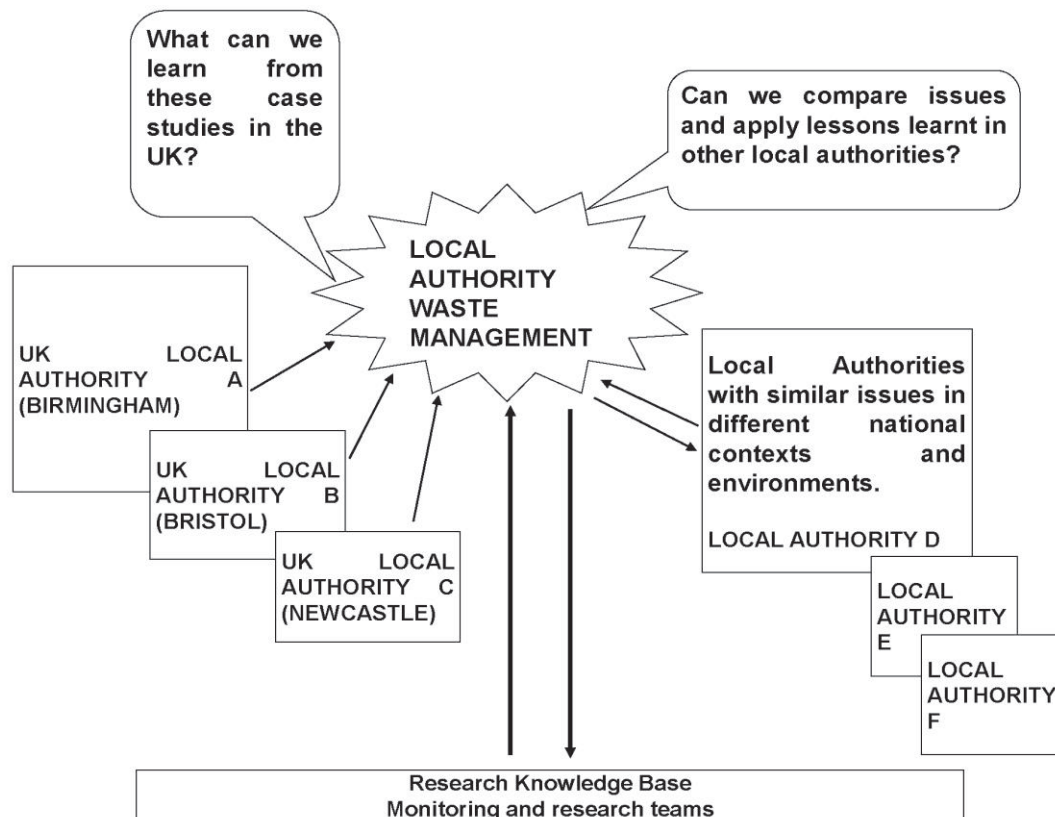 What can we
learn from
these case
studies in the
UK?
Can we compare issues
and apply lessons learnt in
other local authorities?
LOCAL
AUTHORITY
WASTE
MANAGEMENT
UK LOCAL
AUTHORITY A
(BIRMINGHAM)
UK LOCAL
AUTHORITY B
(BRISTOL)
UK LOCAL
AUTHORITY C
(NEWCASTLE)
Local Authorities
with similar issues in
different national
contexts and
environments.
LOCAL AUTHORITY D
LOCAL
AUTHORITY
E
LOCAL
AUTHORITY
F
Research Knowledge Base
Monitoring and research teams